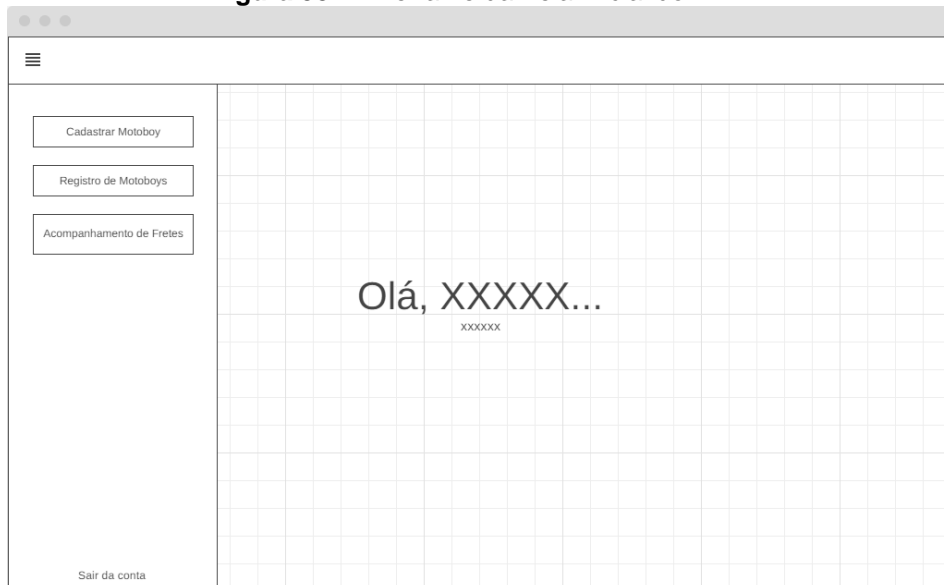 Cadastrar Motoboy
Registro de Motoboys
Acompanhamento de Fretes
Olá, XXXXX...
xxxxxx
Sair da conta